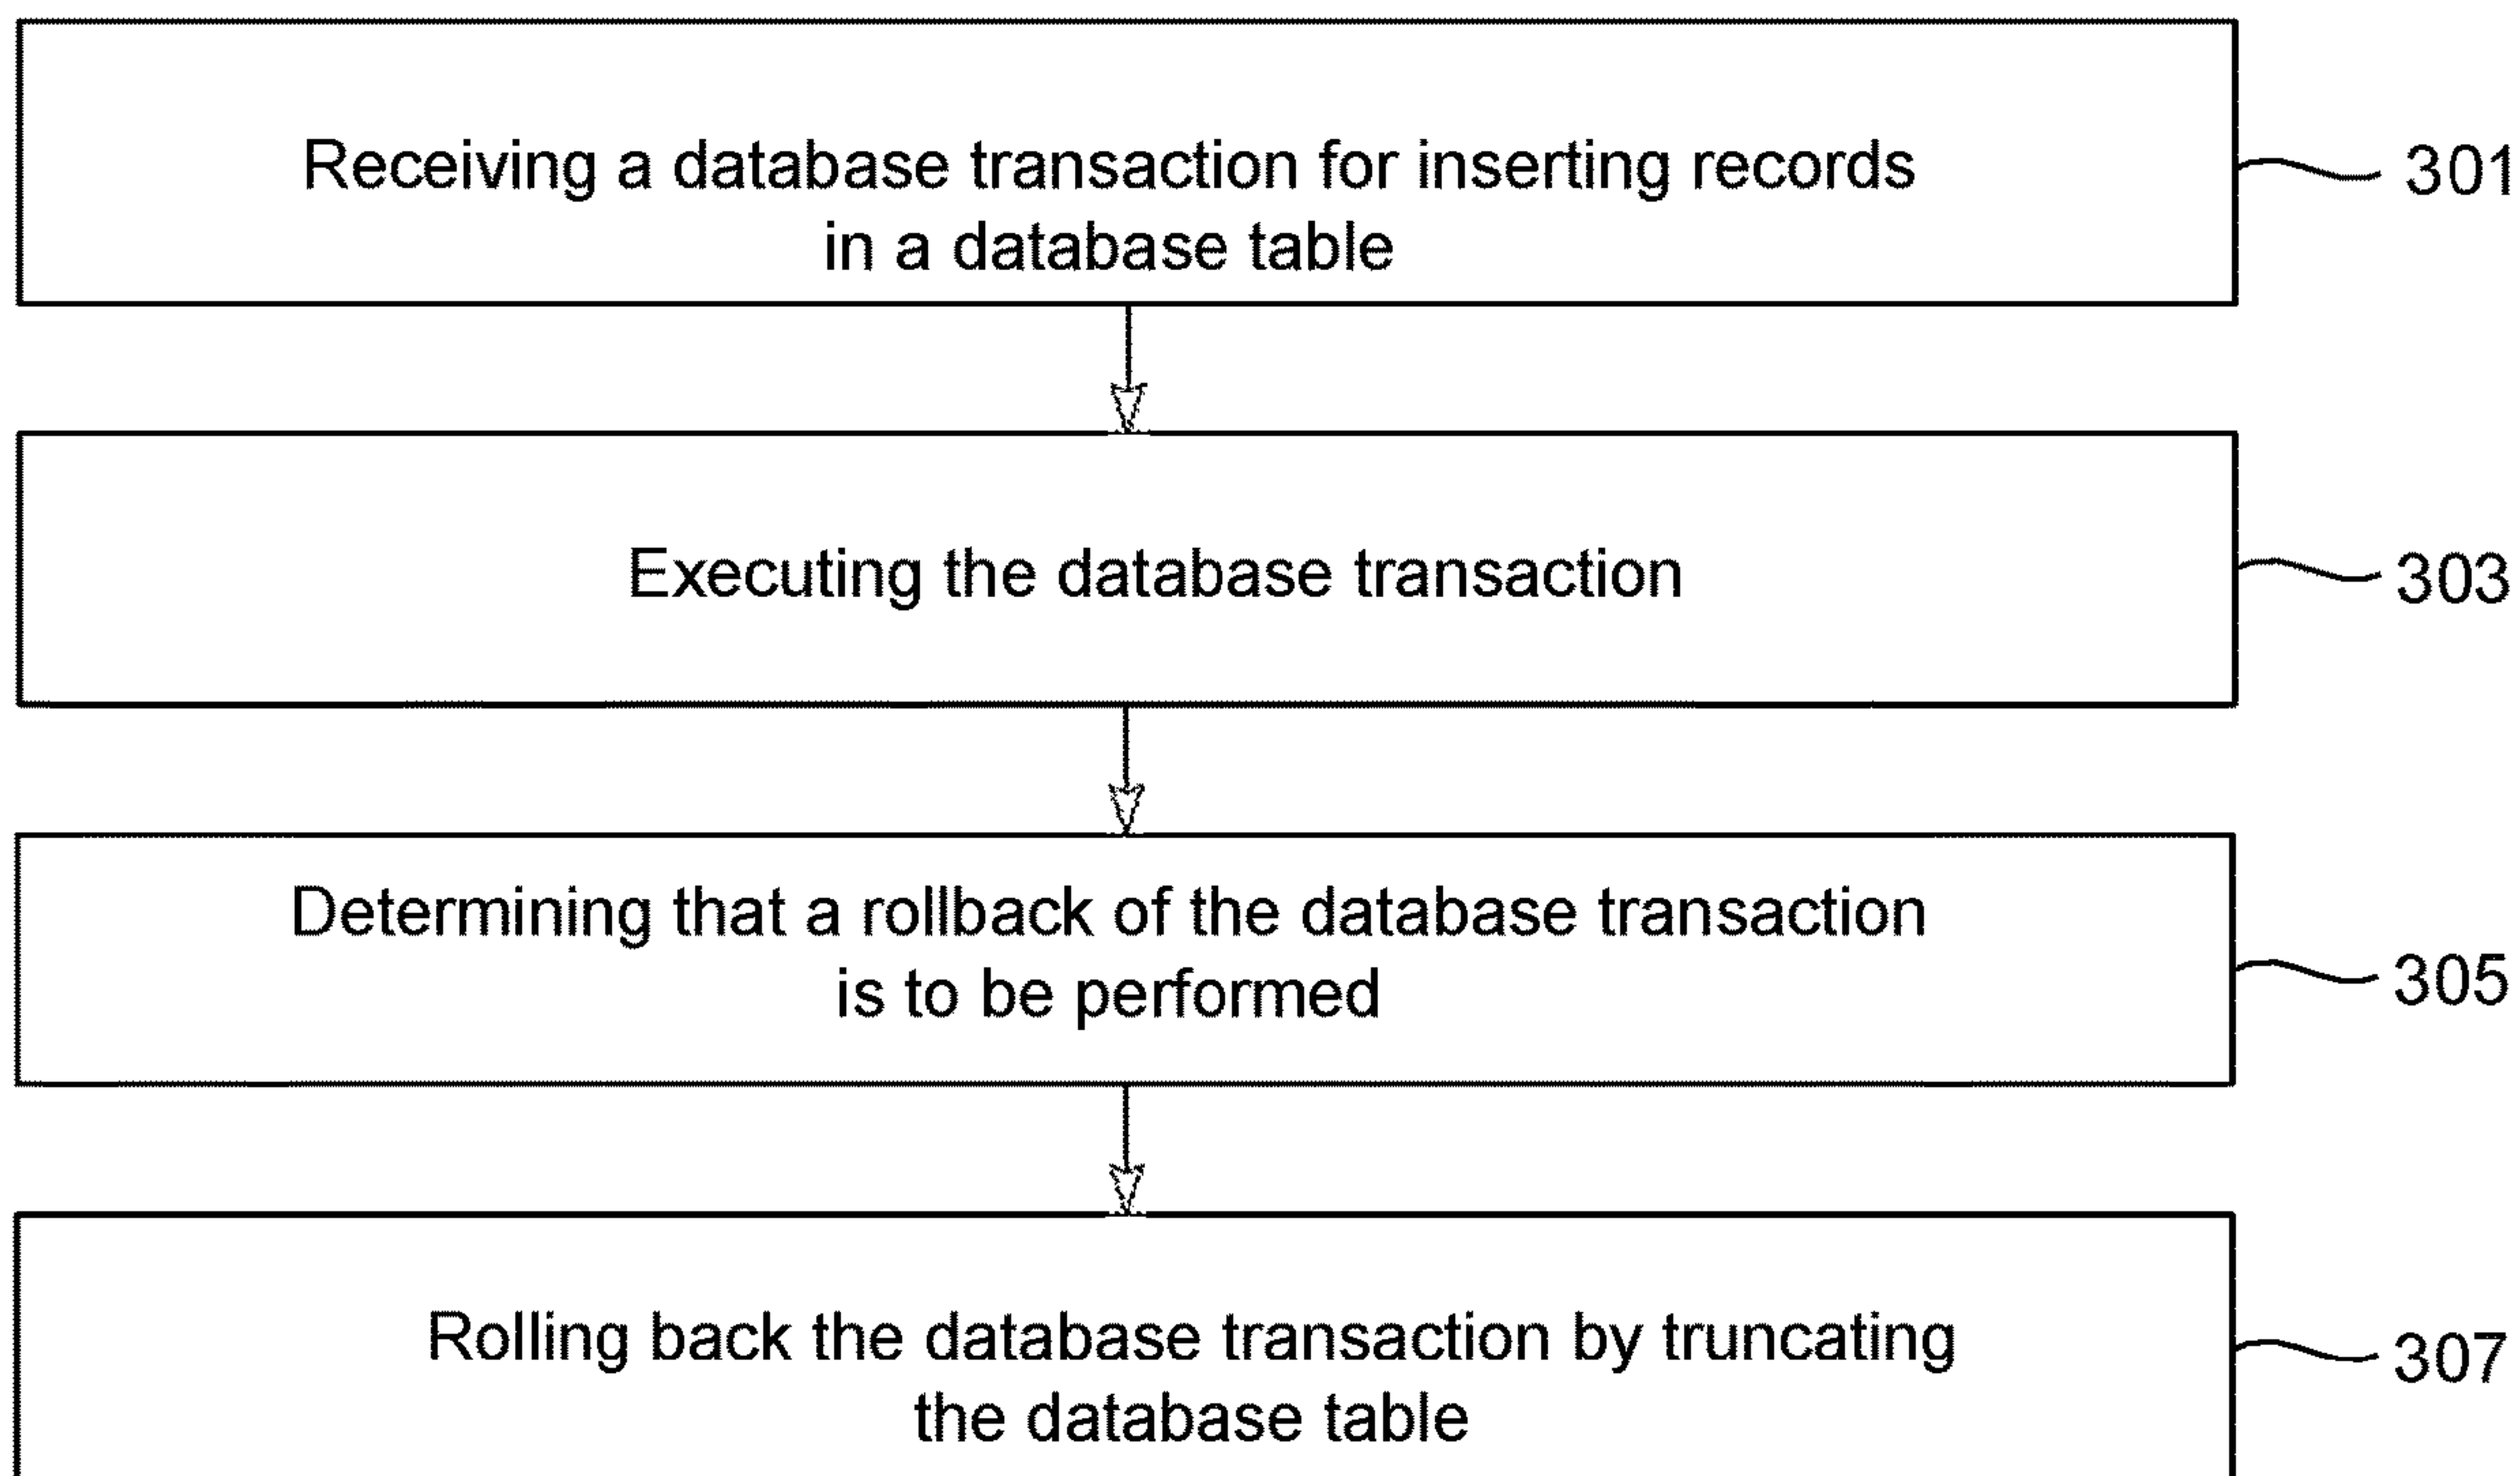 Receiving a database transaction for inserting records
in a database table
301
Executing the database transaction
303
Determining that a rollback of the database transaction
is to be performed
305
Rolling back the database transaction by truncating
the database table
307